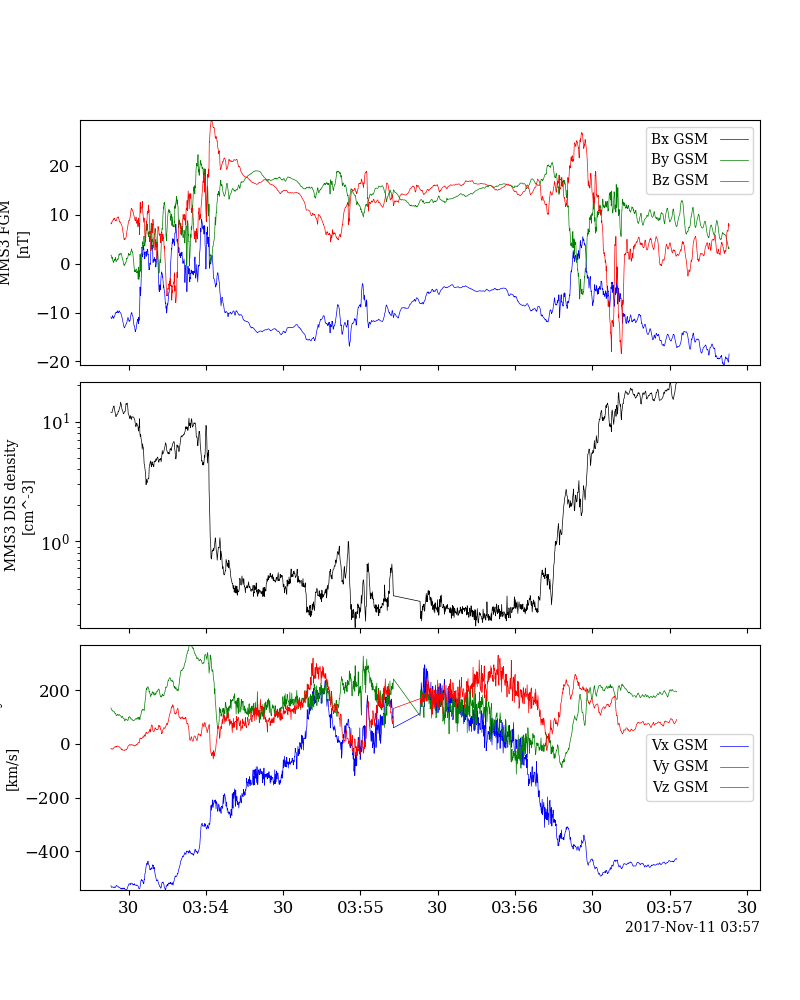 MMS3 FGM
[nT]
20
10
0
−10
−20
Bx GSM
By GSM
Bz GSM
MMS3 DIS density
[cm^-3]
10^1
10^0
[km/s]
200
0
−200
−400
Vx GSM
Vy GSM
Vz GSM
30 03:54 30 03:55 30 03:56 30 03:57 30
2017-Nov-11 03:57